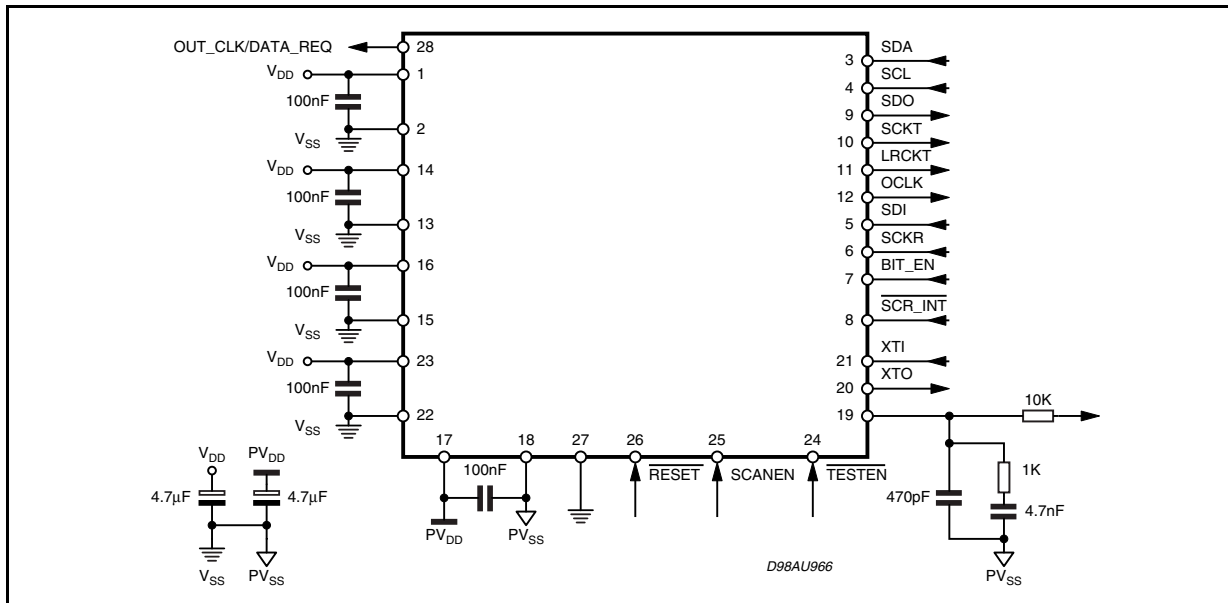 OUT_CLK/DATA_REQ
28
VDD
1
100nF
VSS
2
VDD
14
100nF
VSS
13
VDD
16
100nF
VSS
15
VDD
23
100nF
VSS
22
3
SDA
4
SCL
9
SDO
10
SCKT
11
LRCKT
12
OCLK
5
SDI
6
SCKR
7
BIT_EN
8
SCR_INT
21
XTI
20
XTO
19
10K
1K
470pF
4.7nF
PVSS
17
18
27
26
25
24
100nF
RESET
SCANEN
TESTEN
PVDD
PVSS
VDD
PVDD
4.7μF
4.7μF
VSS
PVSS
D98AU966